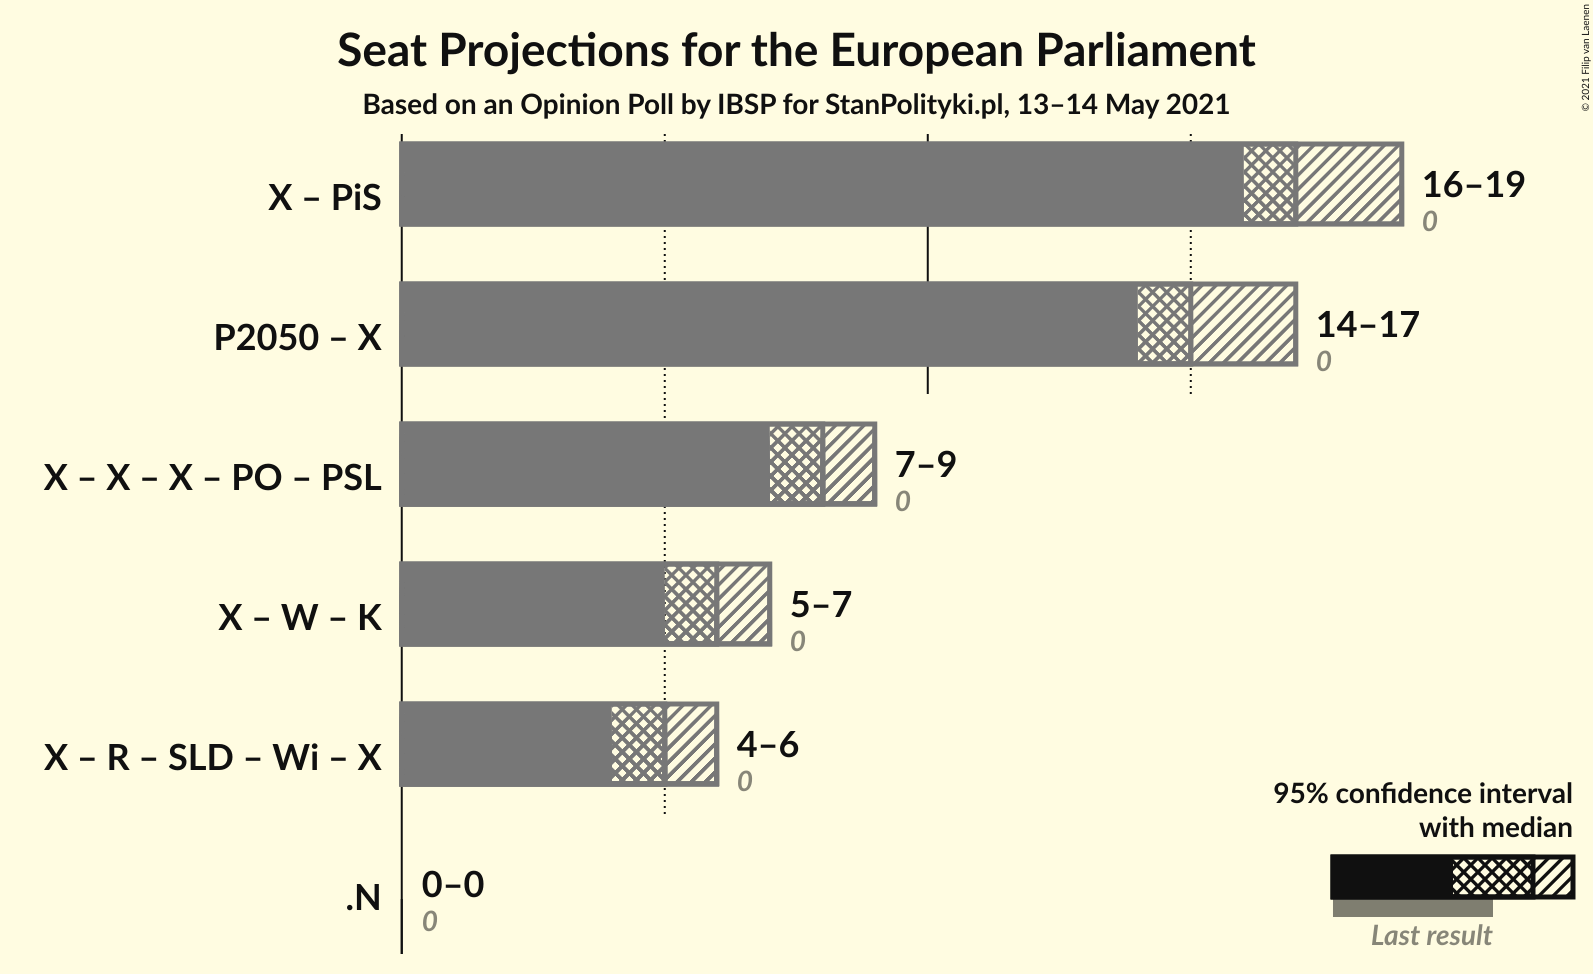 Seat Projections for the European Parliament
Based on an Opinion Poll by IBSP for StanPolityki.pl, 13–14 May 2021
© 2021 Filip van Laenen
X – PiS
16–19
0
P2050 – X
14–17
0
X – X – X – PO – PSL
7–9
0
X – W – K
5–7
0
X – R – SLD – Wi – X
4–6
0
.N
0–0
0
95% confidence interval
with median
Last result